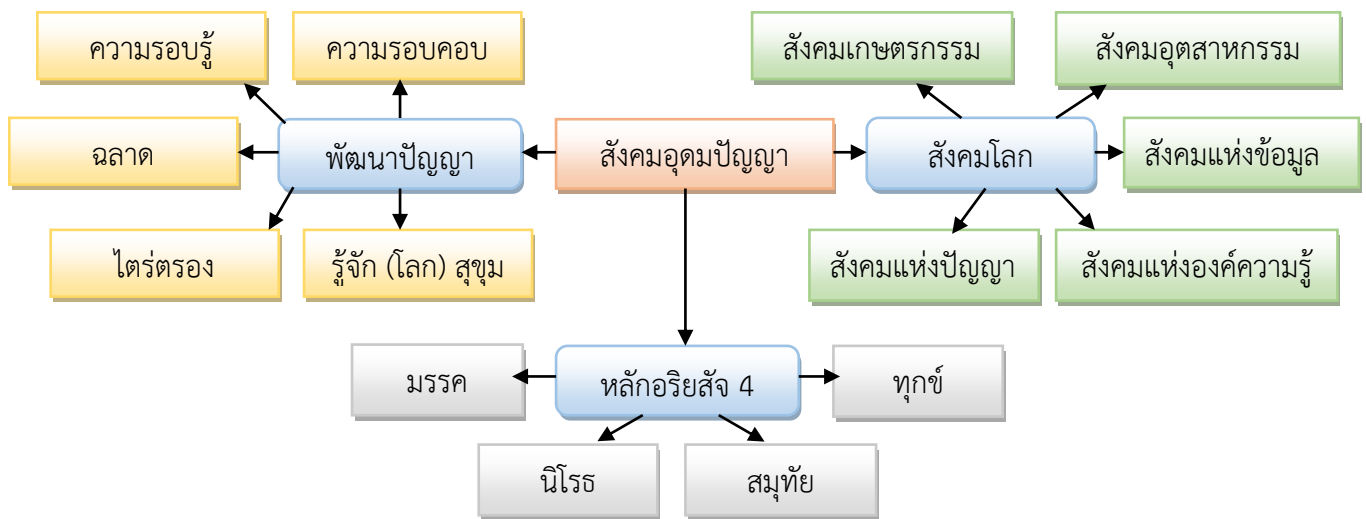 ความรอบรู้
ความรอบคอบ
สังคมเกษตรกรรม
สังคมอุตสาหกรรม
ฉลาด
พัฒนาปัญญา
สังคมอุดมปัญญา
สังคมโลก
สังคมแห่งข้อมูล
ไตร่ตรอง
รู้จัก (โลก) สุขุม
สังคมแห่งปัญญา
สังคมแห่งองค์ความรู้
มรรค
หลักอริยสัจ 4
ทุกข์
นิโรธ
สมุทัย